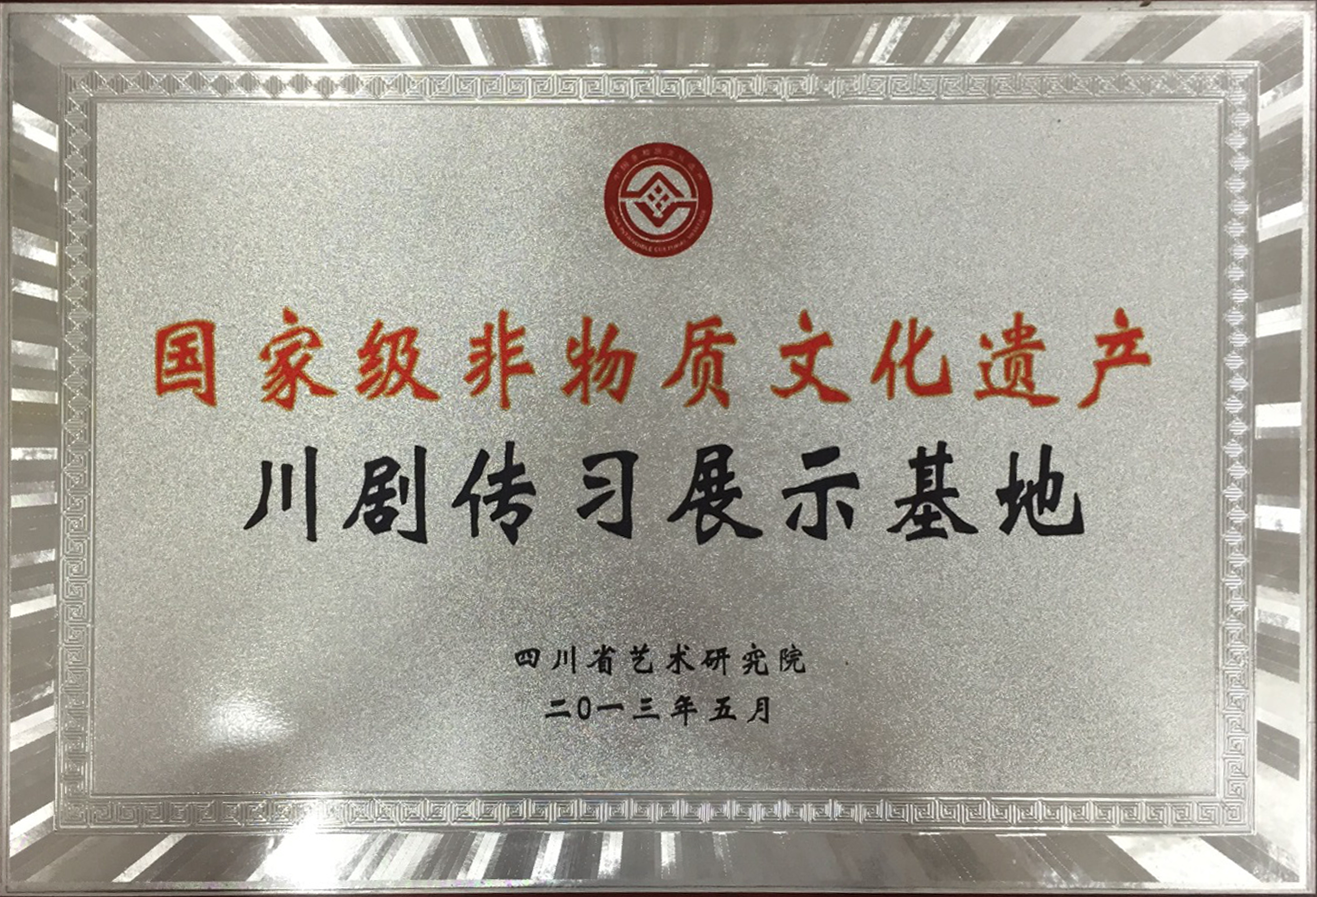 国家级非物质文化遗产
川剧传习展示基地
四川省艺术研究院
二0一三年五月